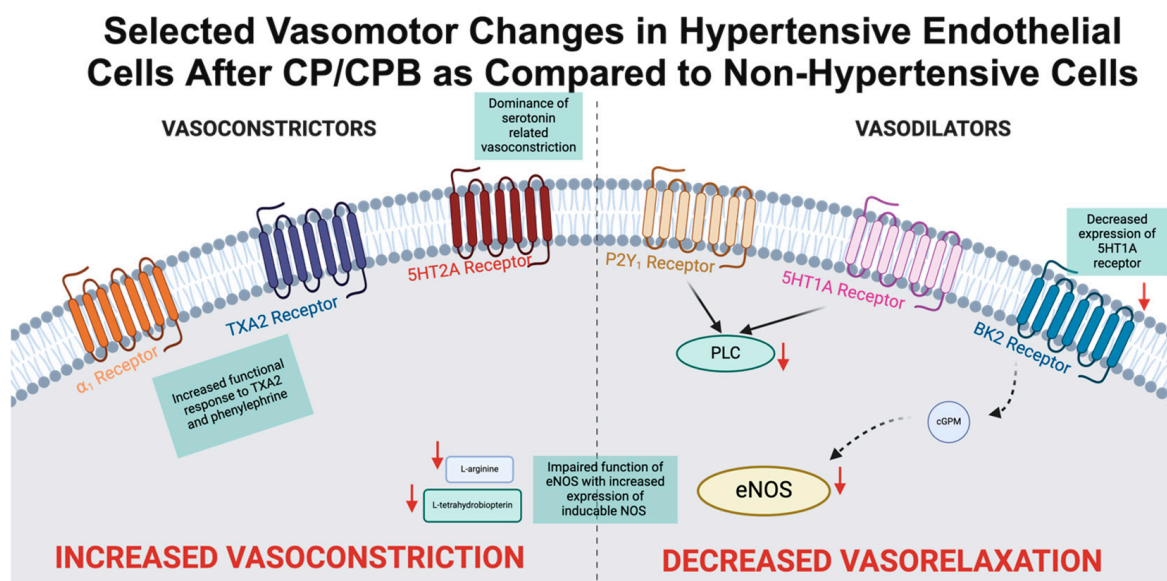 Selected Vasomotor Changes in Hypertensive Endothelial
Cells After CP/CPB as Compared to Non-Hypertensive Cells
VASOCONSTRICTORS
Dominance of
serotonin
related
vasoconstriction
VASODILATORS
Decreased
expression of
5HT1A
receptor
α₁ Receptor
TXA2 Receptor
5HT2A Receptor
P2Y₁ Receptor
5HT1A Receptor
BK2 Receptor
Increased functional
response to TXA2
and phenylephrine
PLC
cGPM
eNOS
L-arginine
L-tetrahydrobiopterin
Impaired function of
eNOS with increased
expression of
inducable NOS
INCREASED VASOCONSTRICTION
DECREASED VASORELAXATION